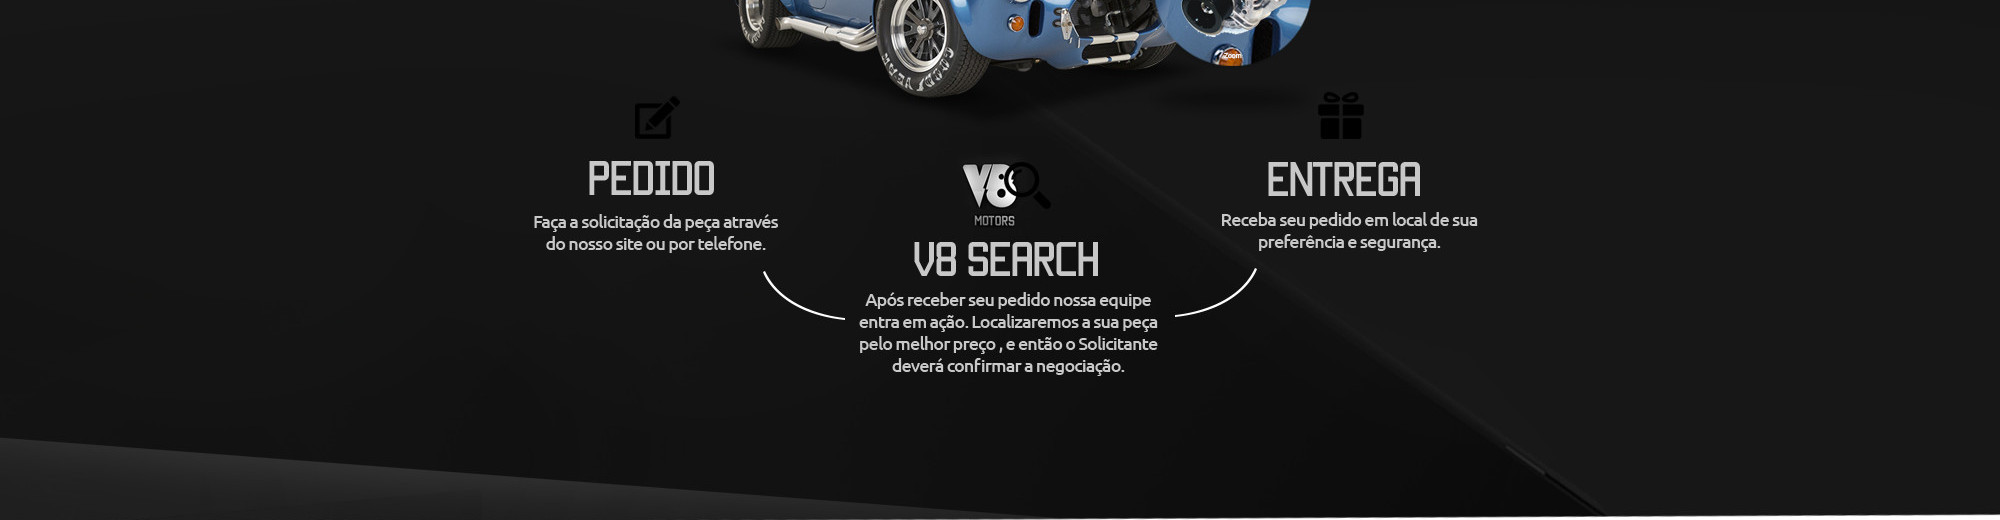 GOODYEAR
Zoom
PEDIDO
Faça a solicitação da peça através
do nosso site ou por telefone.
V8
MOTORS
V8 SEARCH
Após receber seu pedido nossa equipe
entra em ação. Localizaremos a sua peça
pelo melhor preço , e então o Solicitante
deverá confirmar a negociação.
ENTREGA
Receba seu pedido em local de sua
preferência e segurança.